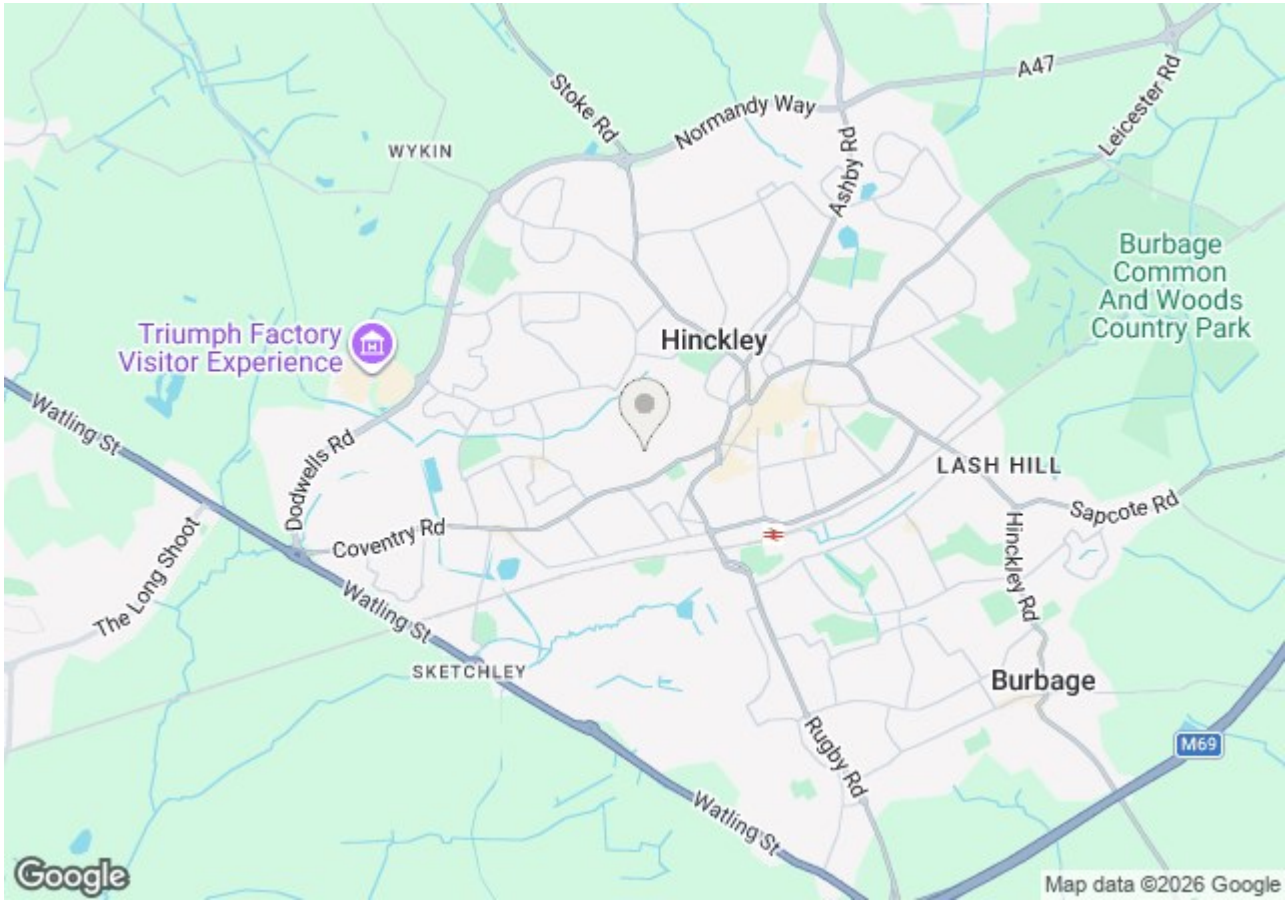 A47
Leicester Rd
Stoke Rd
Normandy Way
WYKIN
Ashby Rd
Burbage
Common
And Woods
Country Park
Triumph Factory
Visitor Experience
Hinckley
Watling St
Dodwells Rd
LASH HILL
Sapcote Rd
Coventry Rd
Hinckley Rd
The Long Shoot
Watling St
SKETCHLEY
Burbage
Rugby Rd
M69
Watling St
Google
Map data ©2026 Google